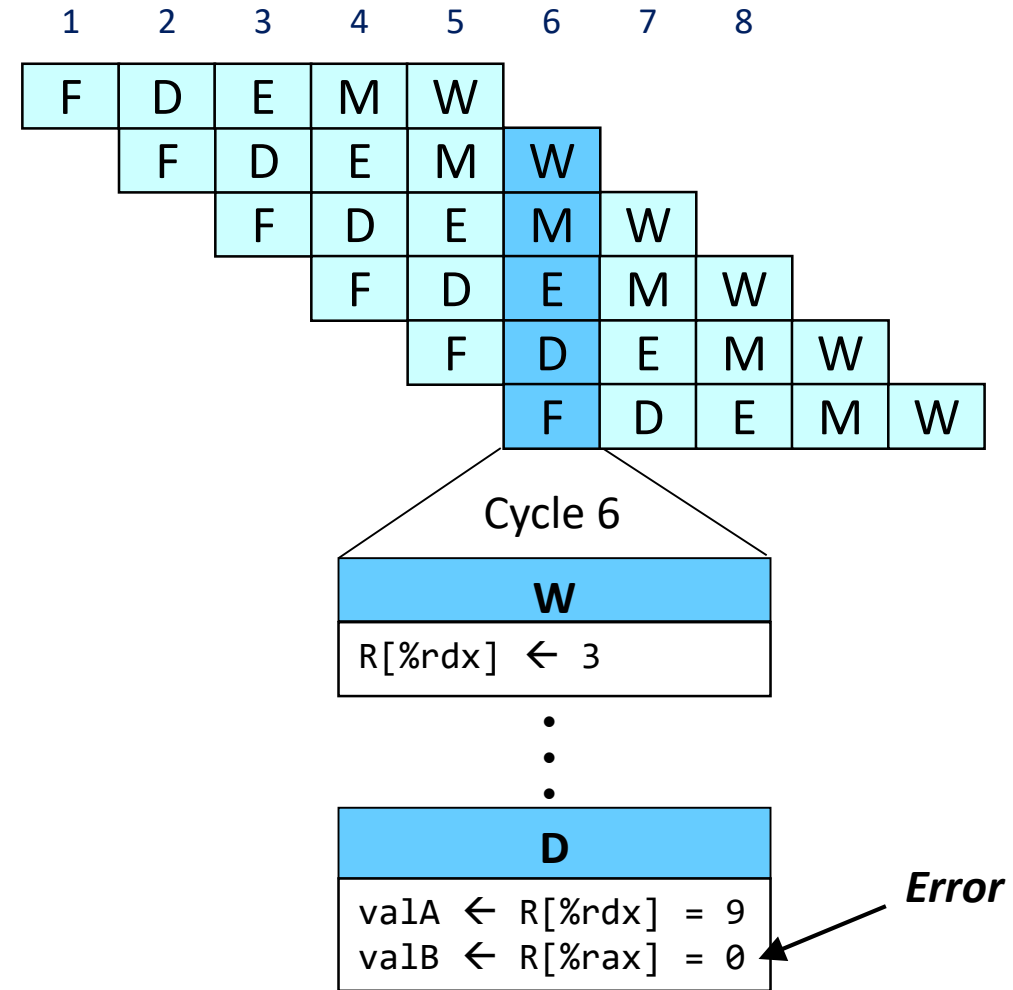 1 2 3 4 5 6 7 8
F D E M W
F D E M W
F D E M W
F D E M W
F D E M W
F D E M W
Cycle 6
W
R[%rdx] ← 3
D
valA ← R[%rdx] = 9
Error
valB ← R[%rax] = 0